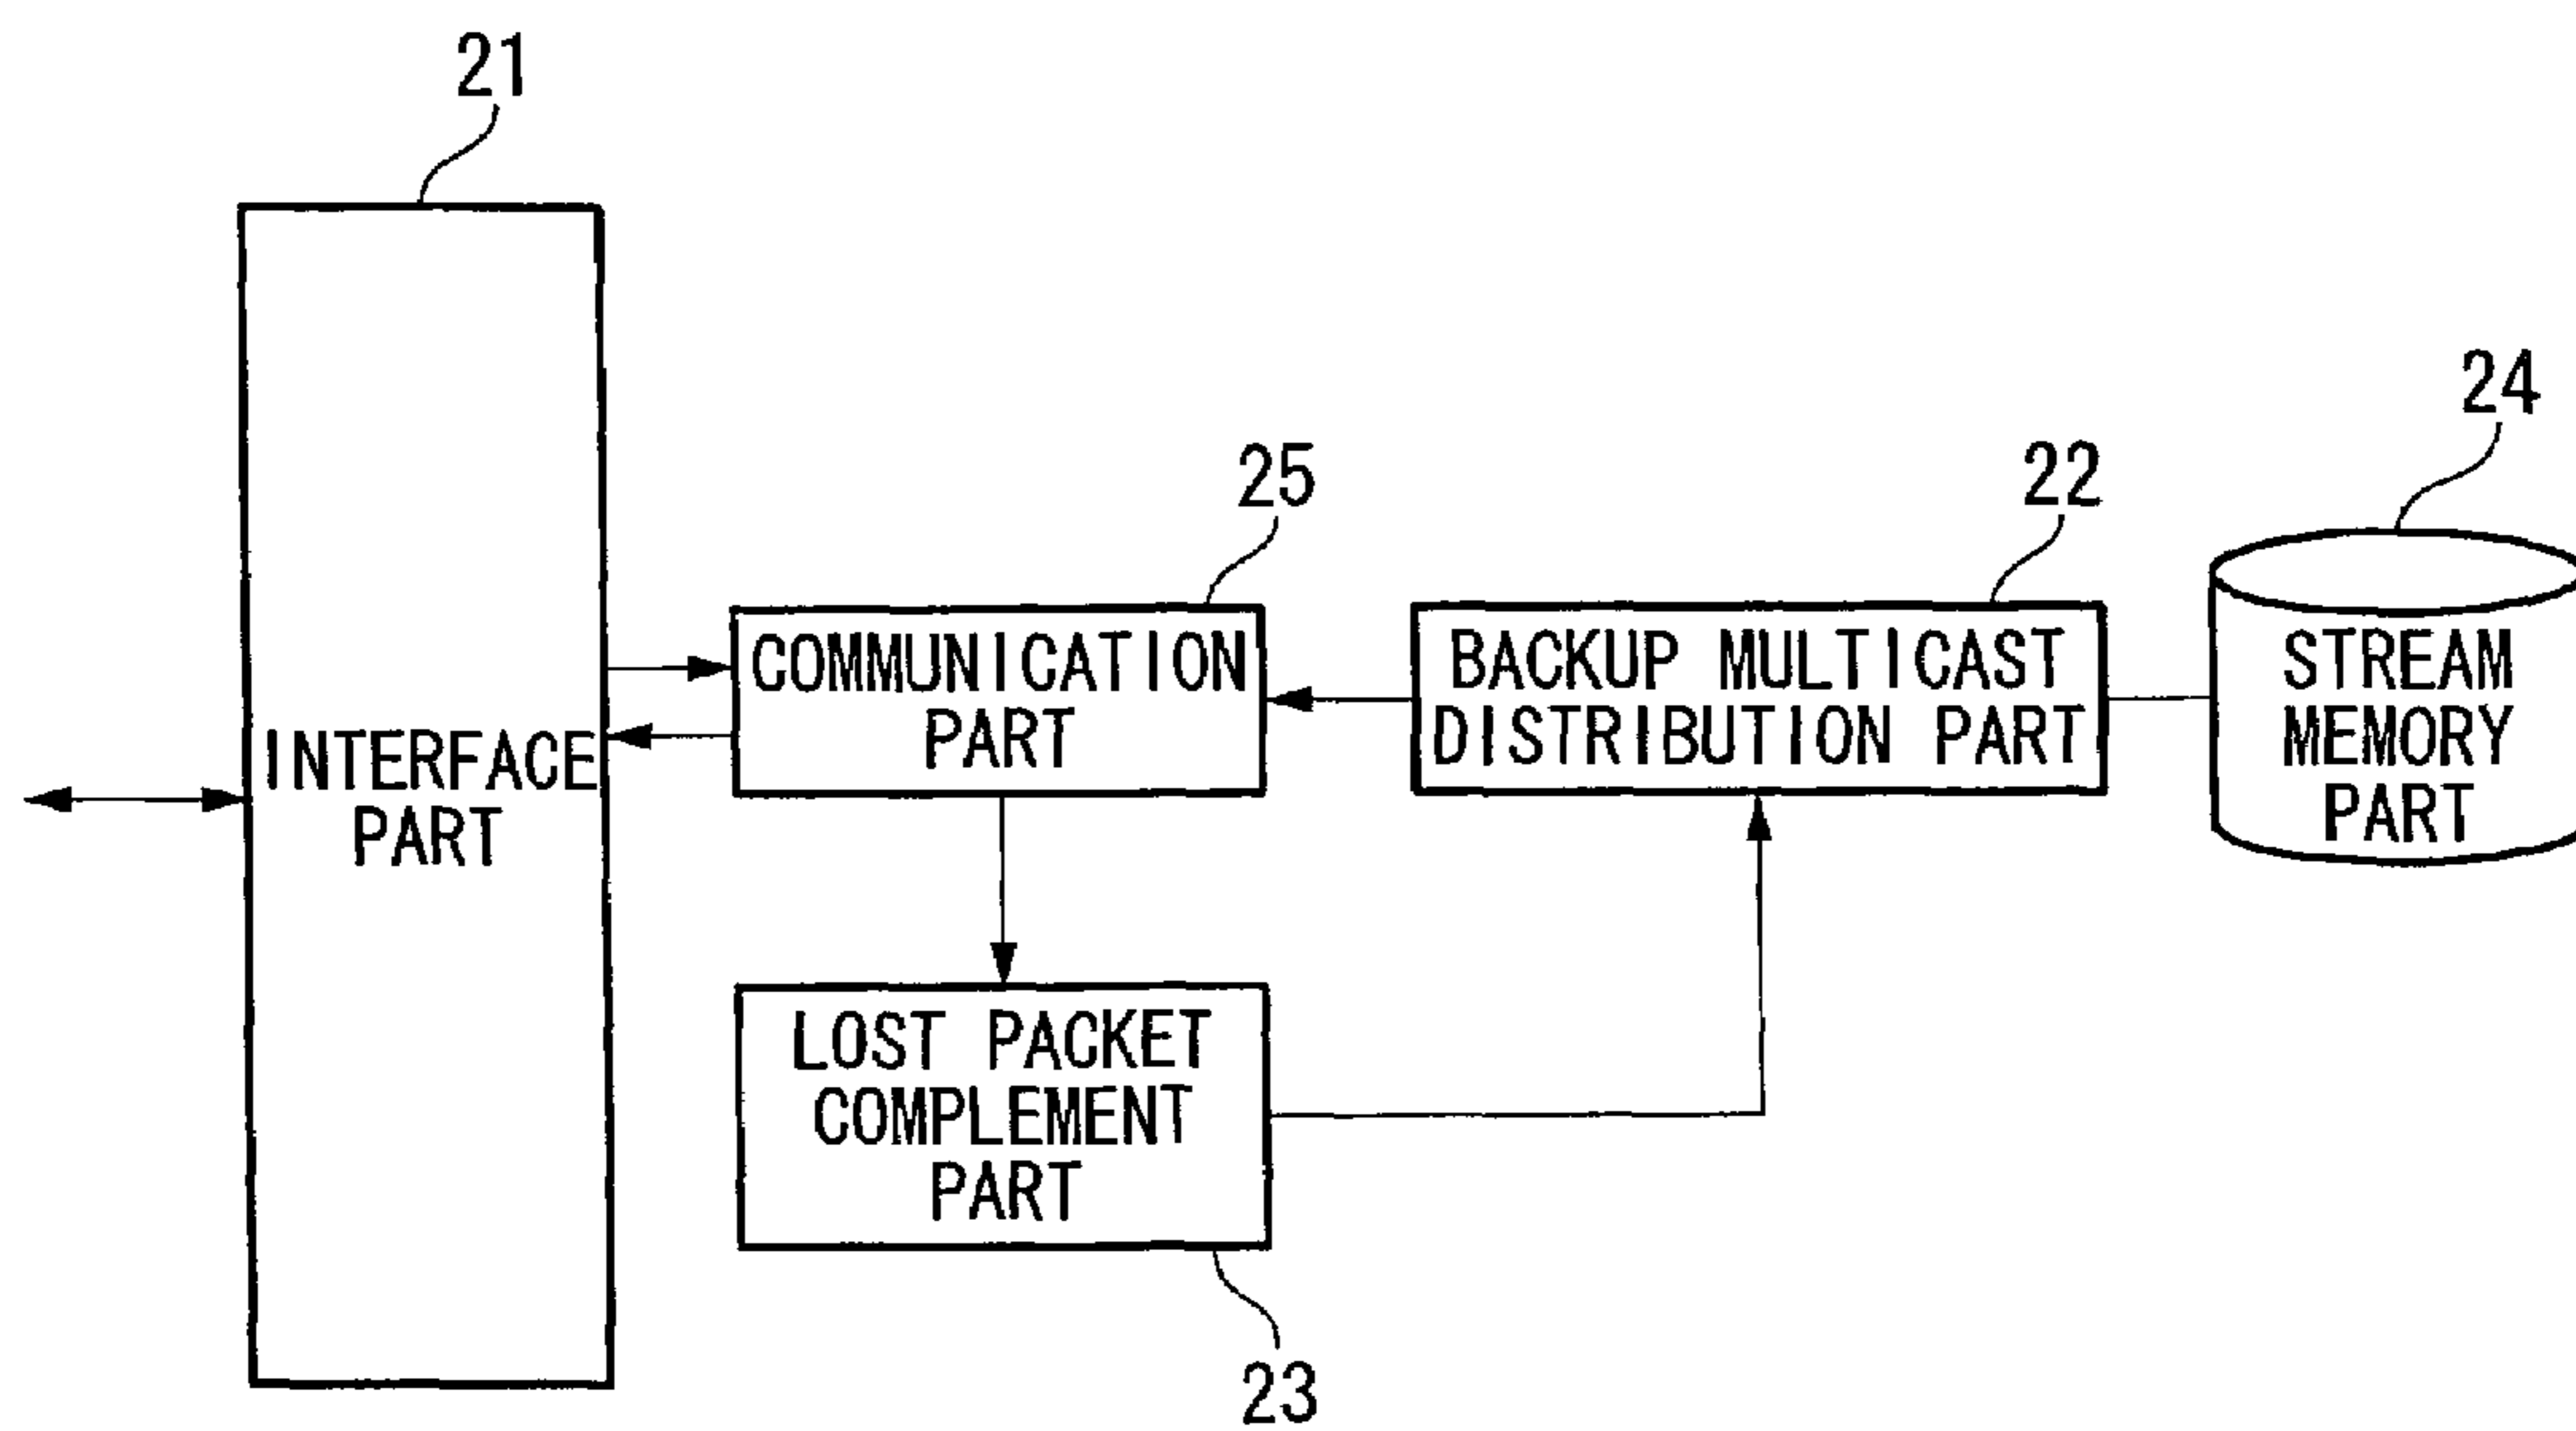 21
INTERFACE
PART
25
COMMUNICATION
PART
22
BACKUP MULTICAST
DISTRIBUTION PART
24
STREAM
MEMORY
PART
LOST PACKET
COMPLEMENT
PART
23